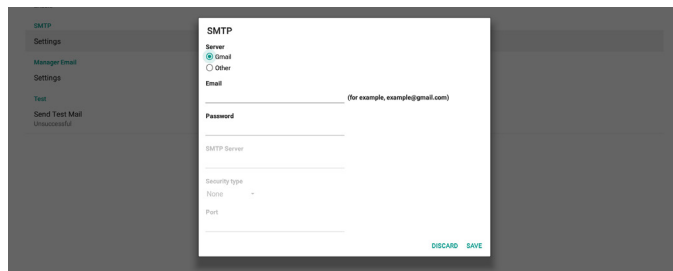 SMTP
Settings
Manager Email
Settings
Test
Send Test Mail
Unsuccessful
SMTP
Server
Gmail
Other
Email
(for example, example@gmail.com)
Password
SMTP Server
Security type
None
Port
DISCARD SAVE